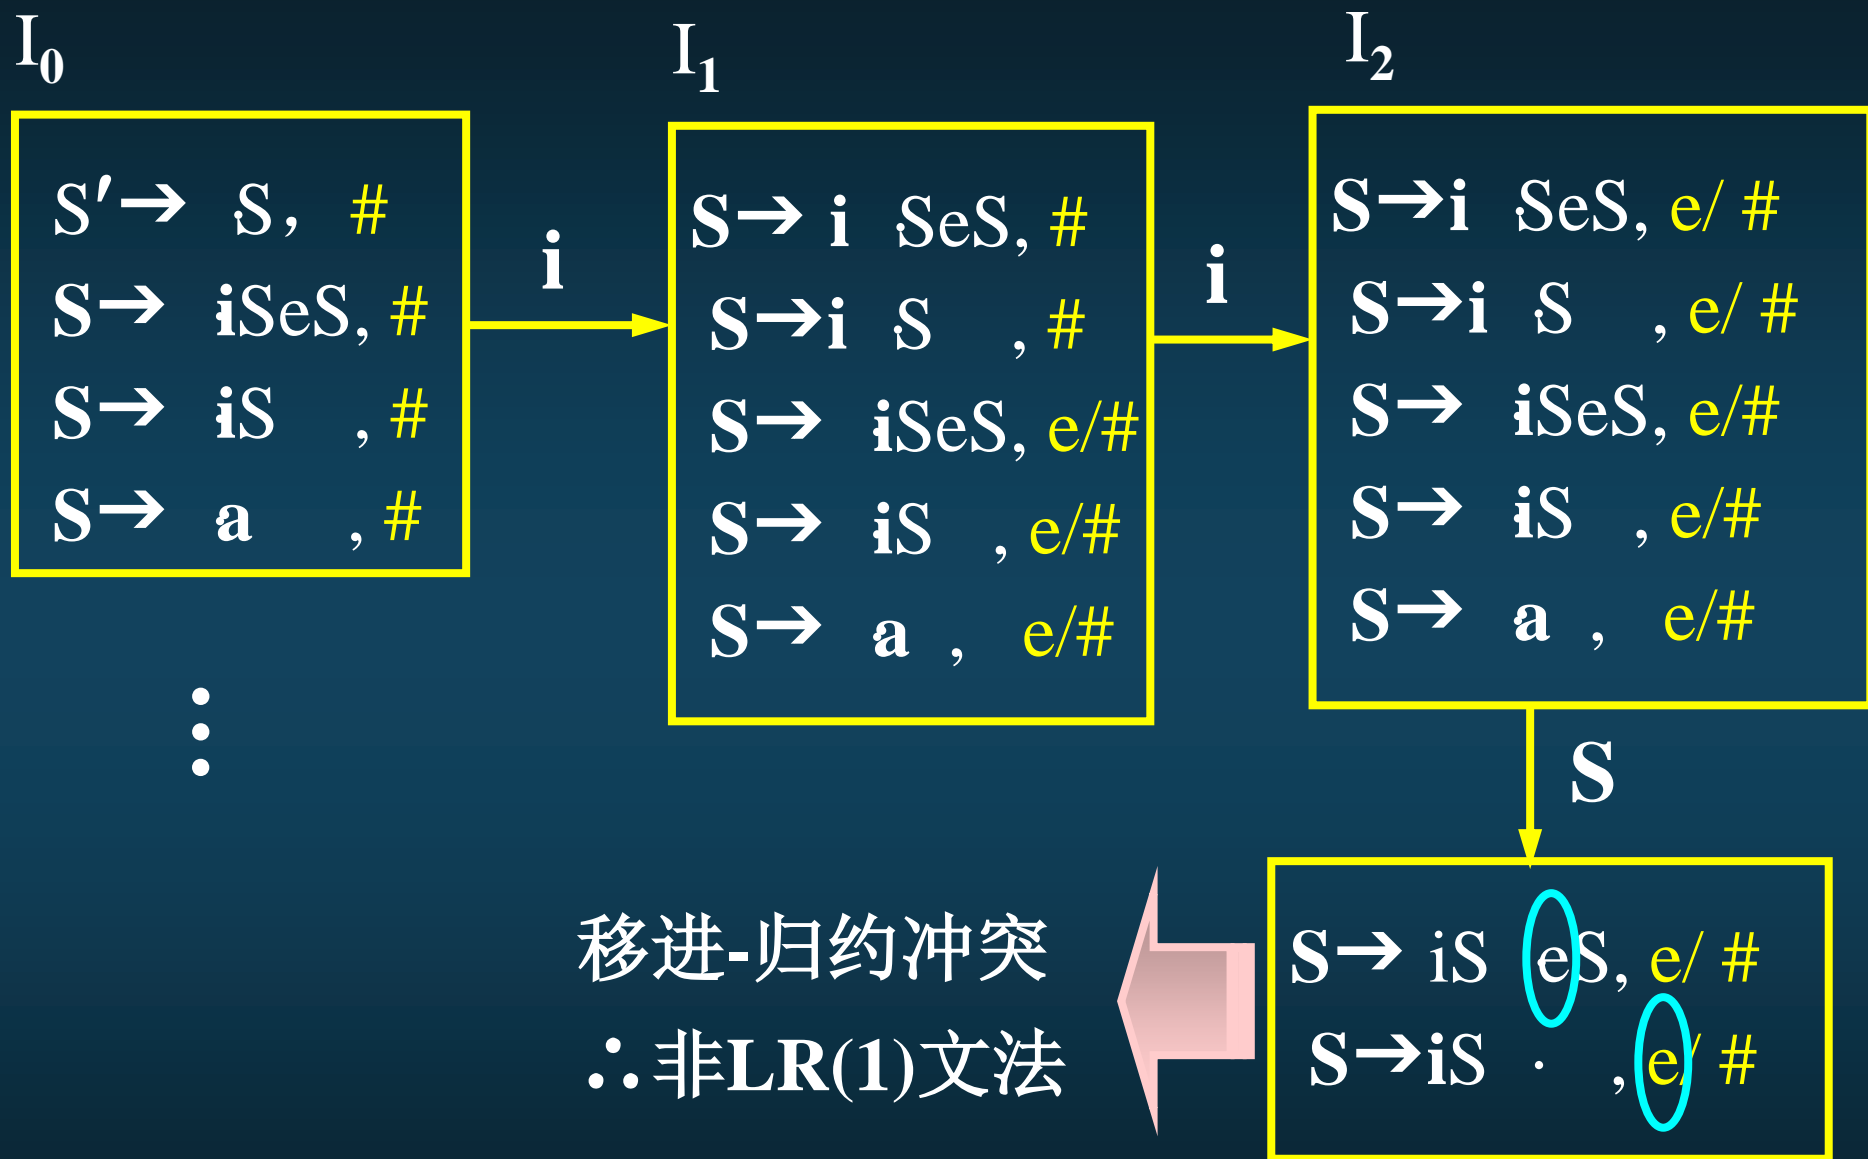 I₀
S′→ .S, #
S→ .iSeS, #
S→ .iS , #
S→ .a , #
⋮
i
I₁
S→ i .SeS, #
S→i .S , #
S→ .iSeS, e/#
S→ .iS , e/#
S→ .a , e/#
i
I₂
S→i .SeS, e/ #
S→i .S , e/ #
S→ .iSeS, e/#
S→ .iS , e/#
S→ .a , e/#
S
S→ iS .eS, e/ #
S→iS · , e/ #
移进-归约冲突
∴非LR(1)文法